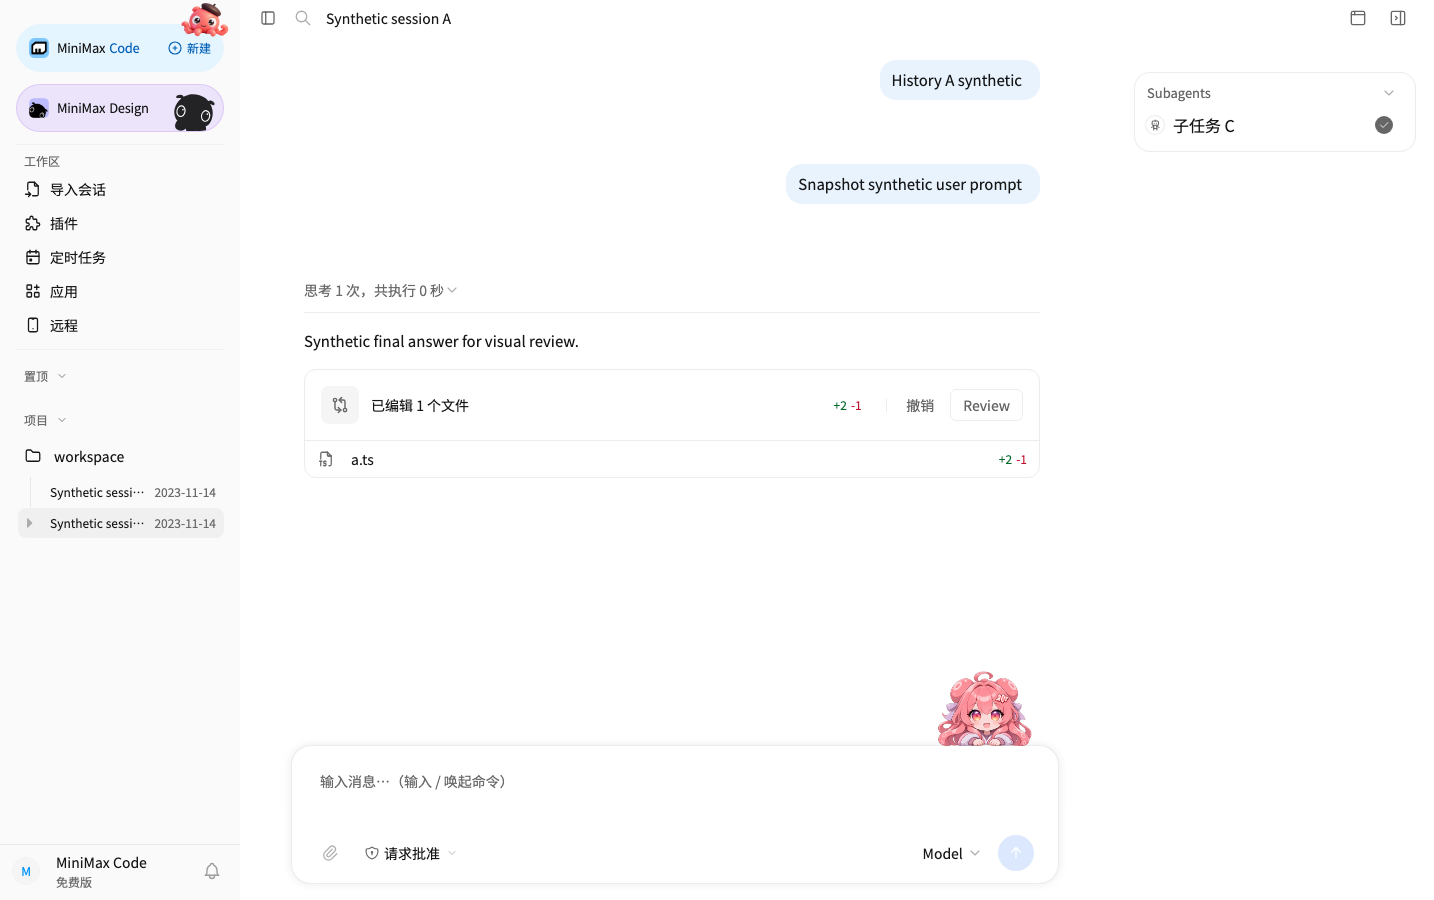 MiniMax Code
新建
MiniMax Design
工作区
导入会话
插件
定时任务
应用
远程
置顶
项目
workspace
Synthetic sessi··· 2023-11-14
Synthetic sessi··· 2023-11-14
M
MiniMax Code
免费版
Synthetic session A
History A synthetic
Snapshot synthetic user prompt
思考 1 次，共执行 0 秒
Synthetic final answer for visual review.
已编辑 1 个文件 +2 -1 撤销 Review
TS a.ts +2 -1
输入消息···（输入 / 唤起命令）
请求批准
Model
Subagents
子任务 C